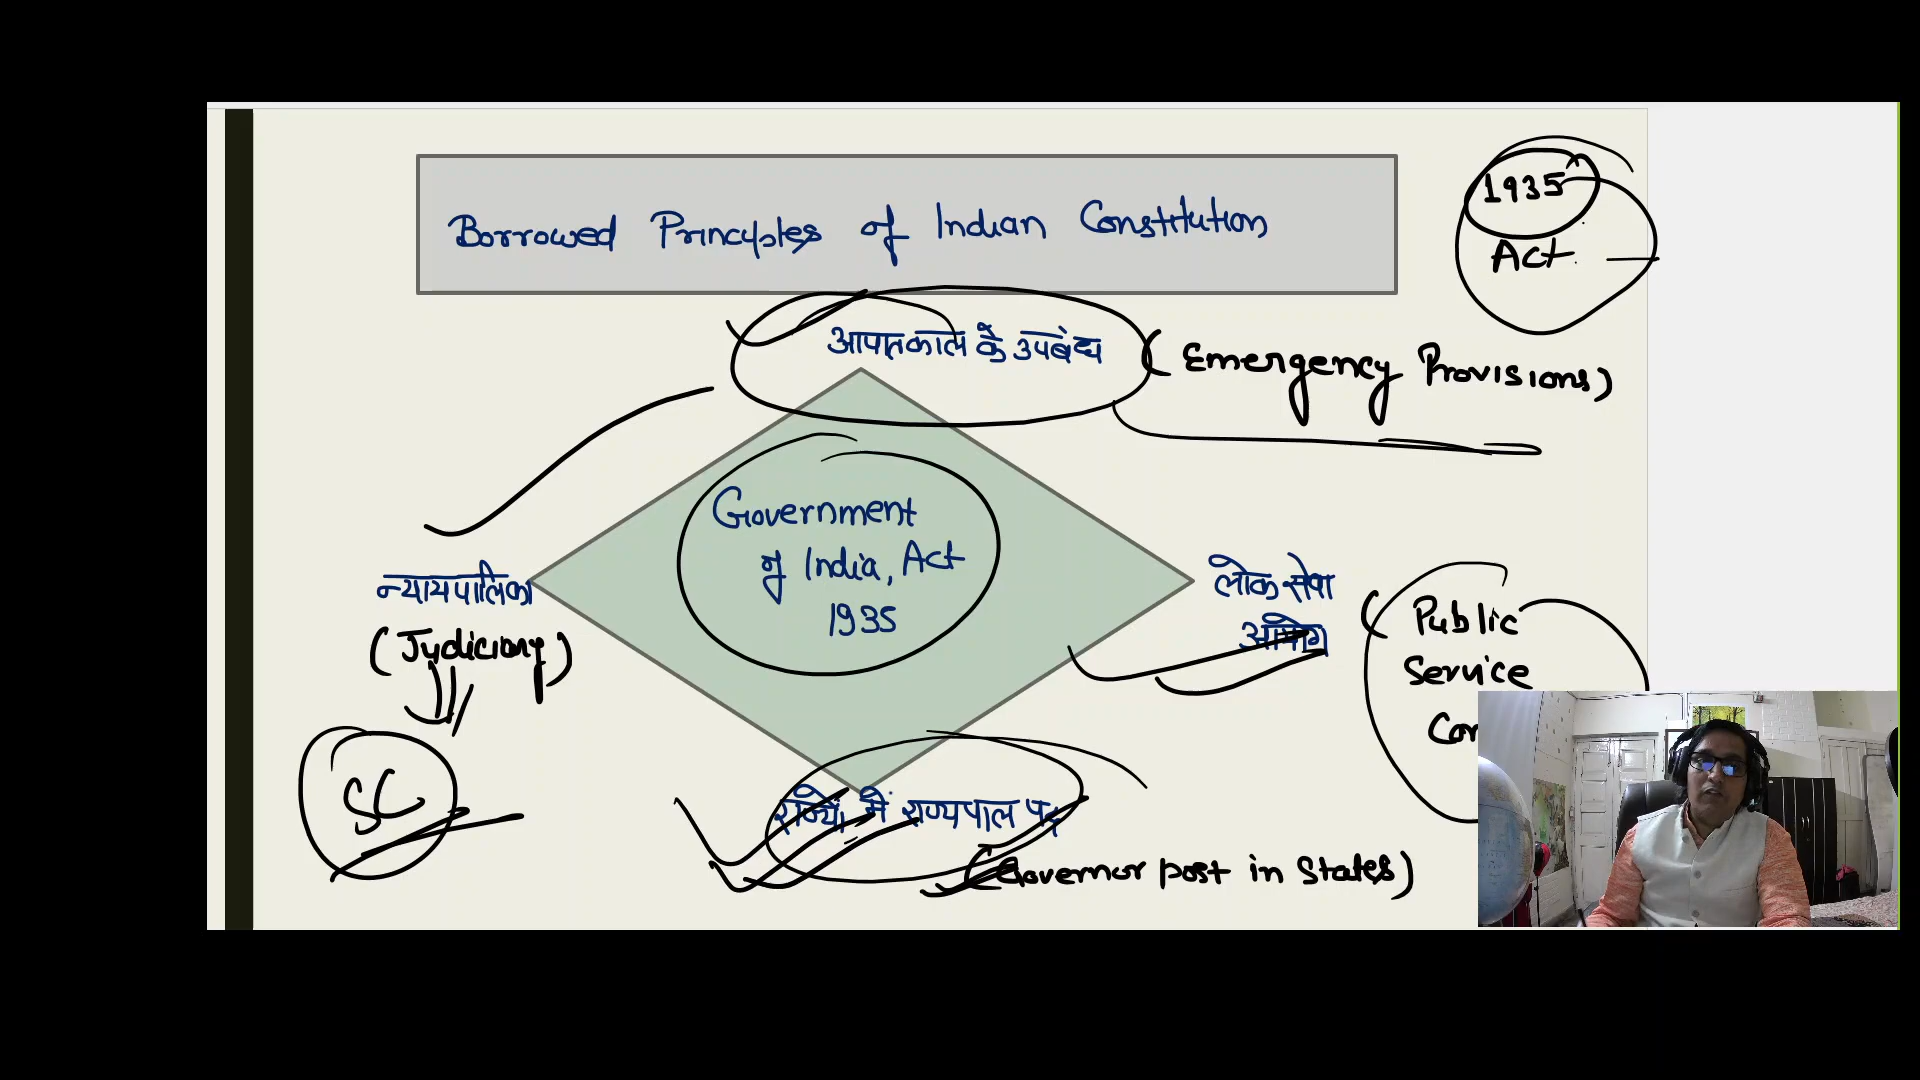 Borrowed Principles of Indian Constitution
1935
Act
आपातकाल के उपबंध (Emergency Provisions)
Government
of India, Act
1935
न्यायपालिका
(Judiciary)
SC
लोक सेवा
आयोग
(Public
Service
राज्यों में राज्यपाल पद
(Governor post in States)